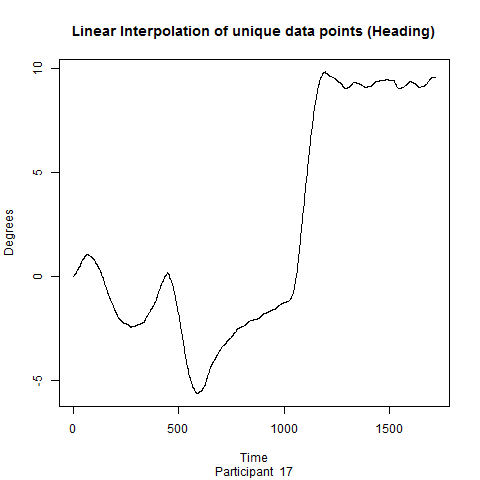 Linear Interpolation of unique data points (Heading)
10
5
0
-5
Degrees
0 500 1000 1500
Time
Participant 17